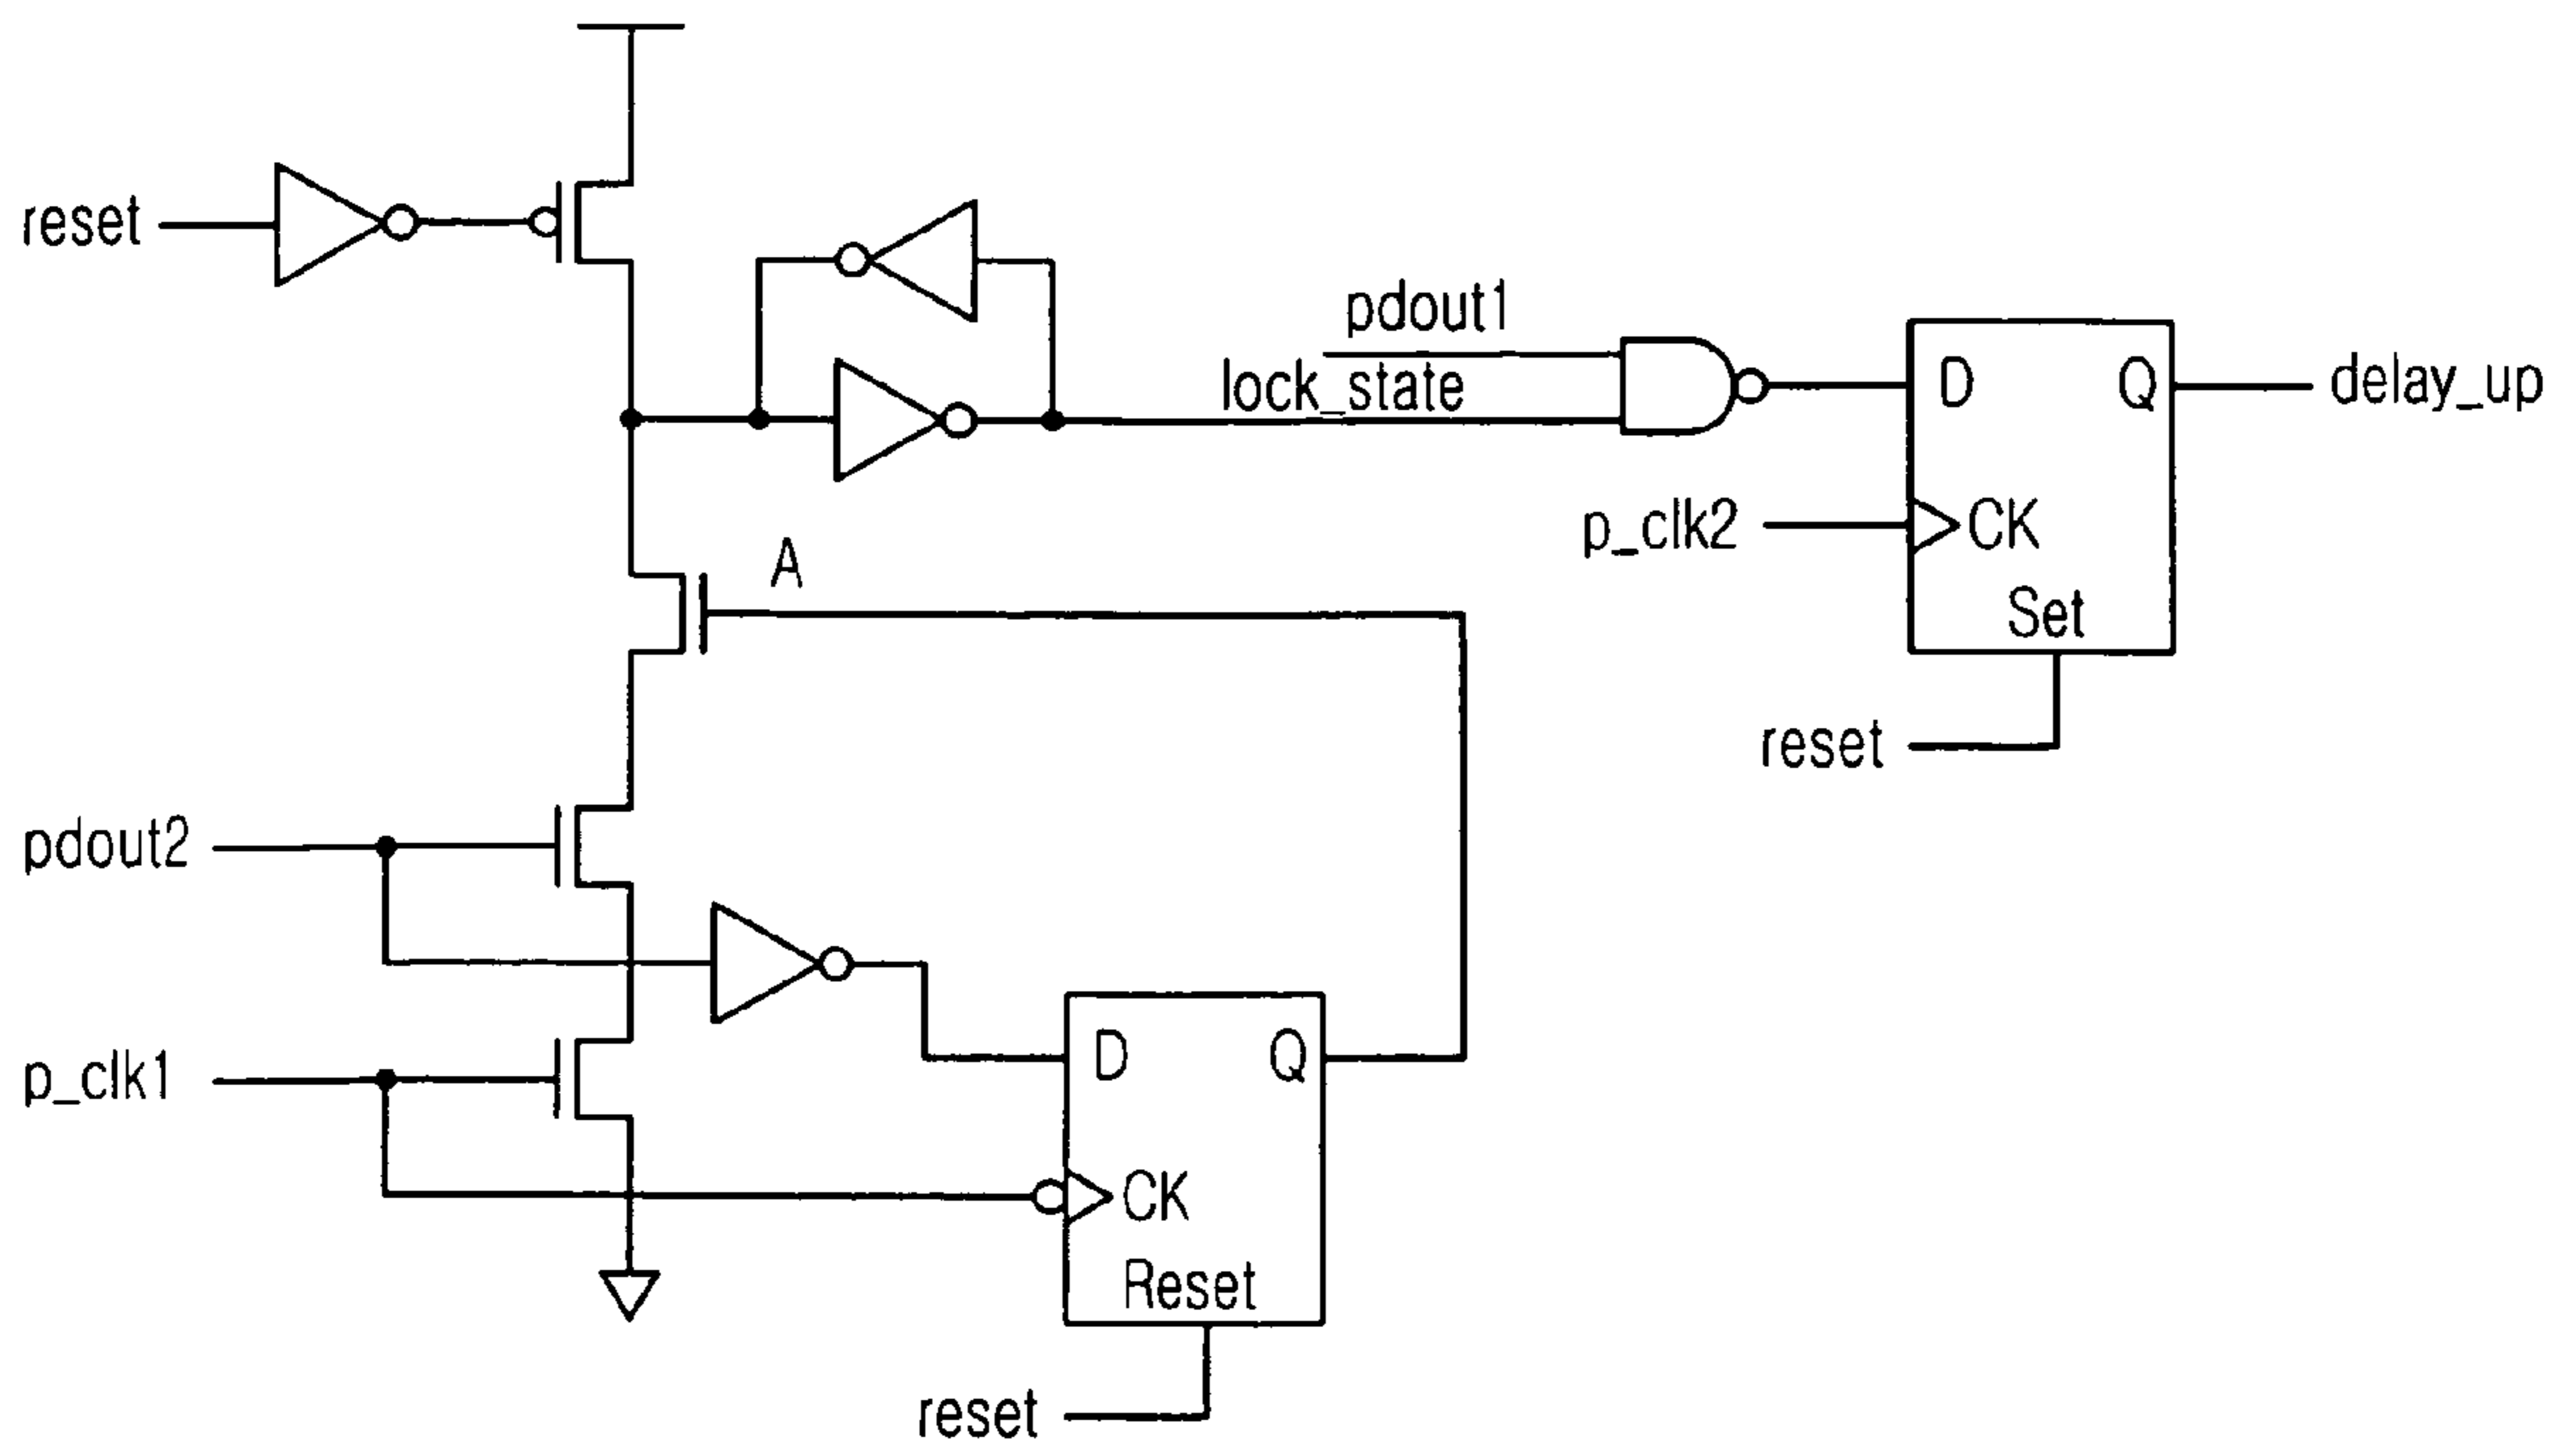 reset
pdout1
lock_state
D
Q
delay_up
p_clk2
CK
Set
reset
A
pdout2
p_clk1
D
Q
CK
Reset
reset